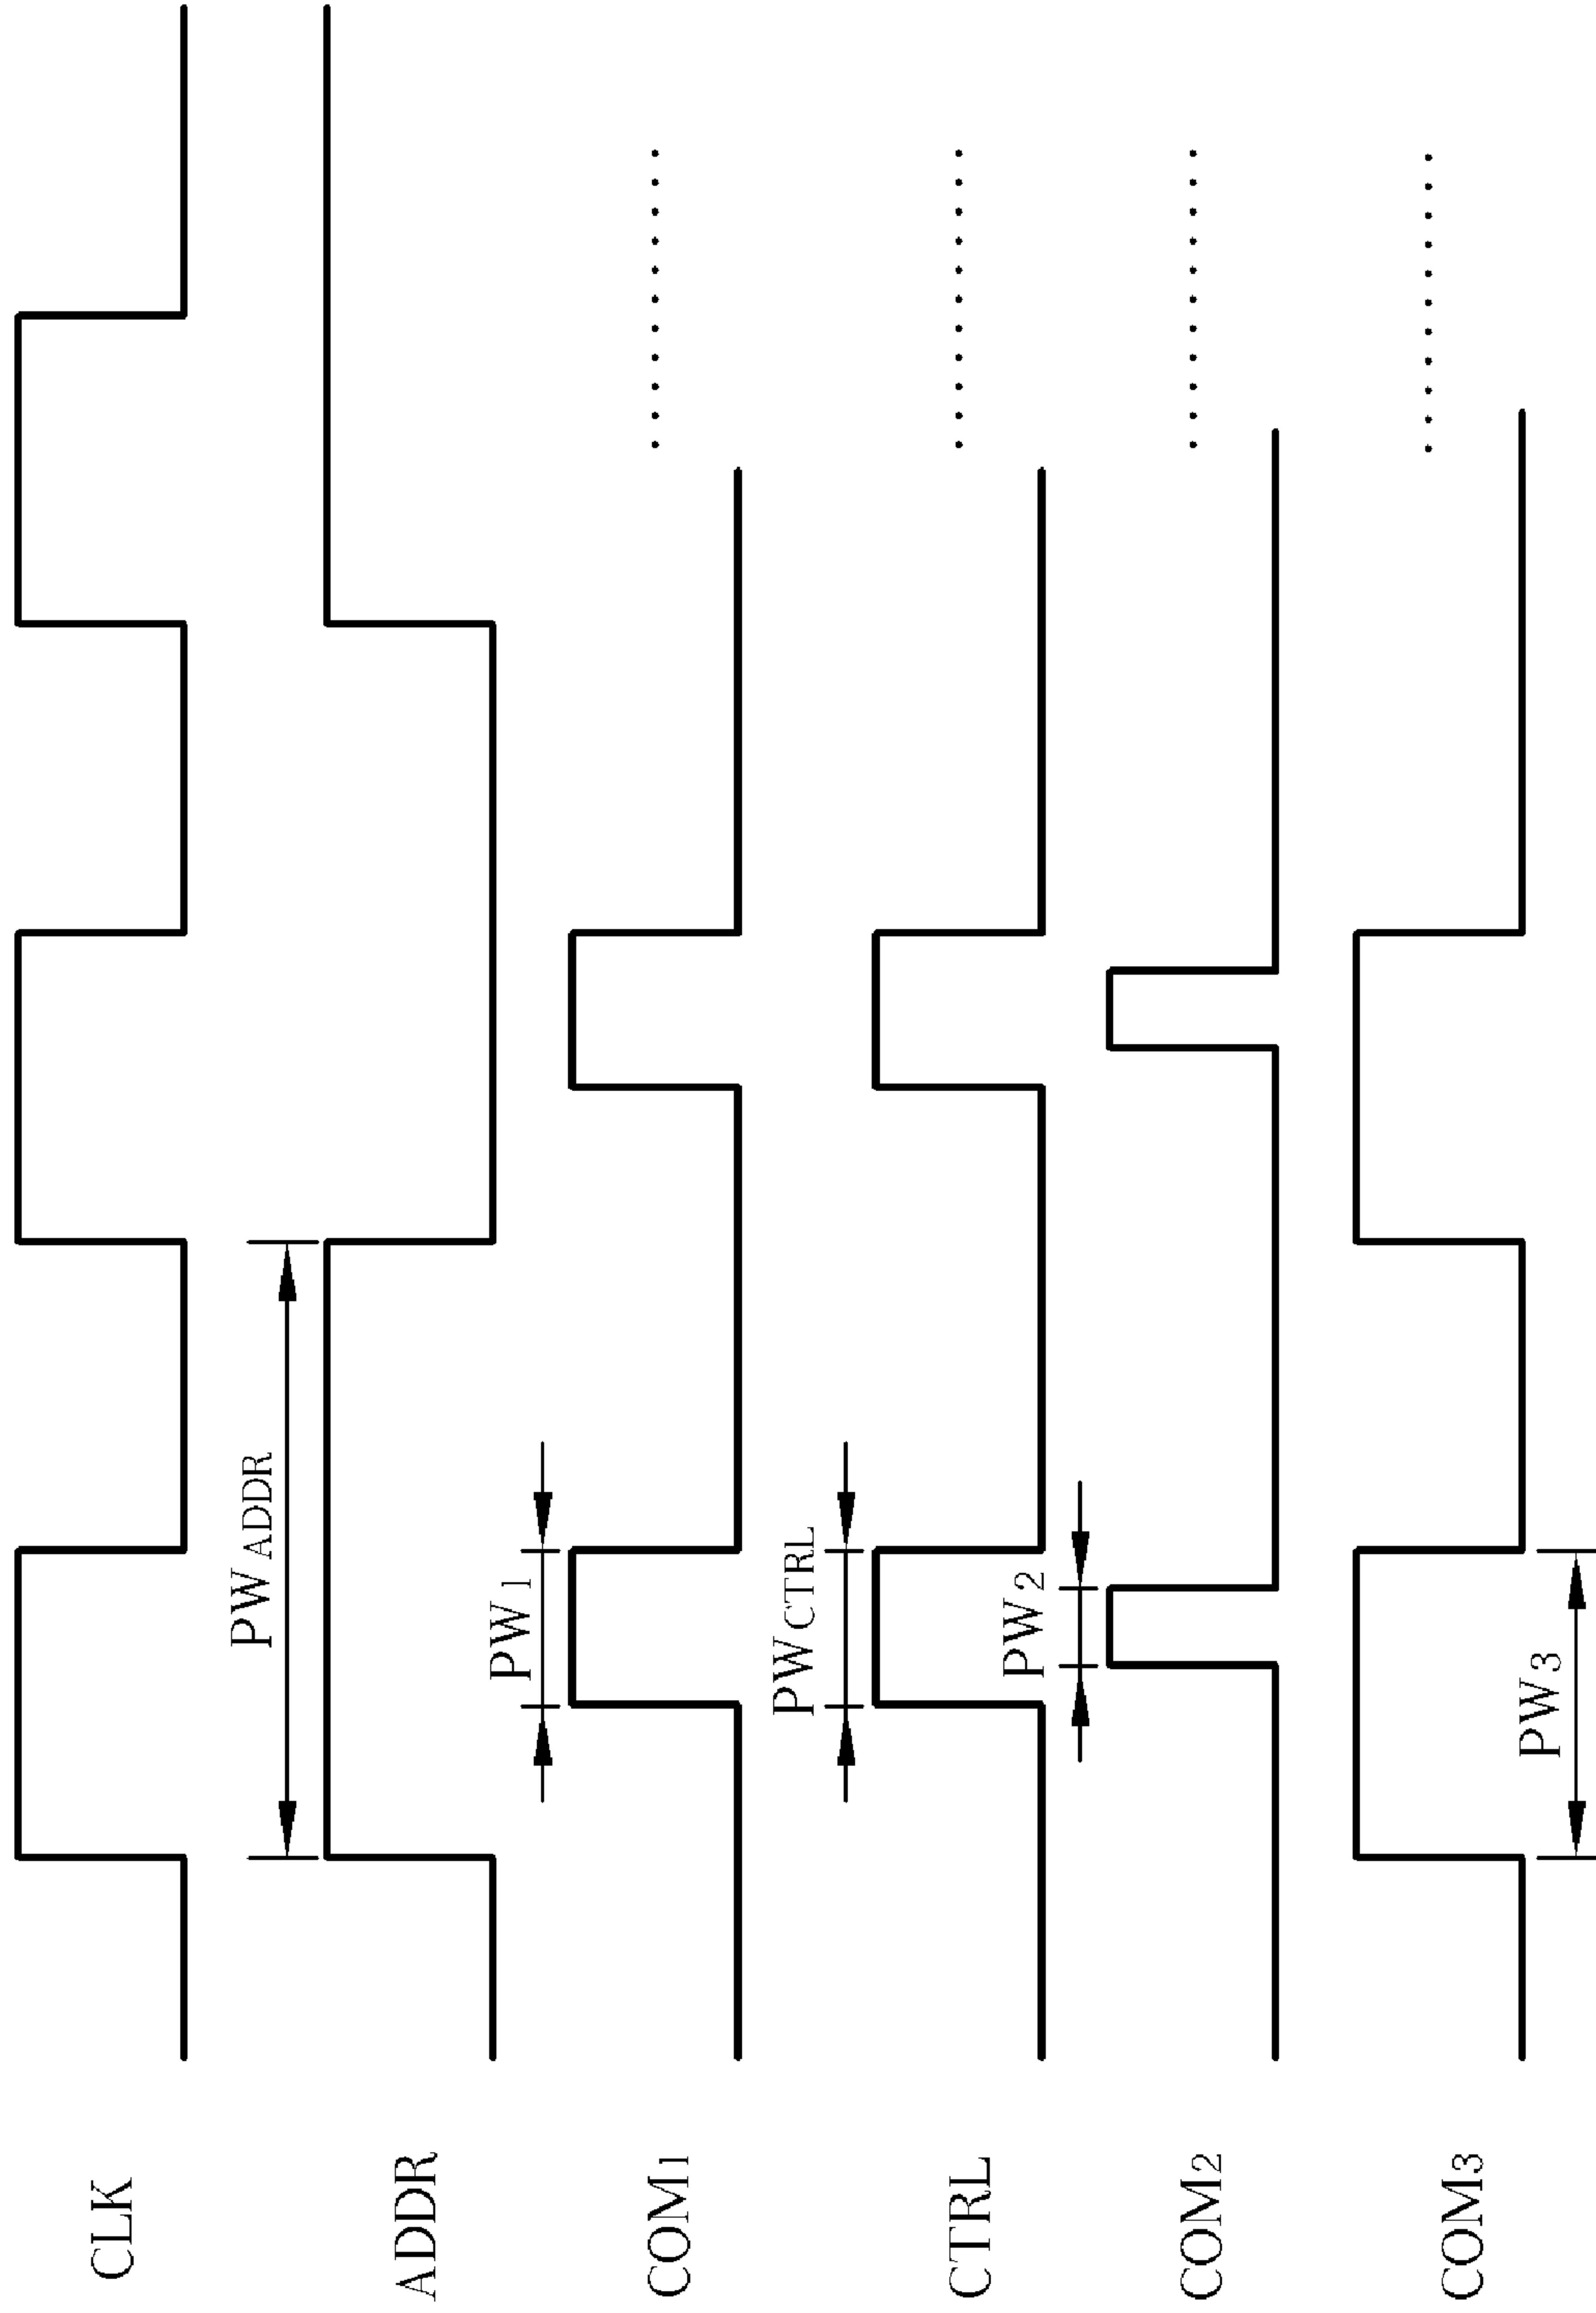 CLK
PWADDR
ADDR
PW1
COM1
PWCTRL
CTRL
PW2
COM2
COM3
PW3